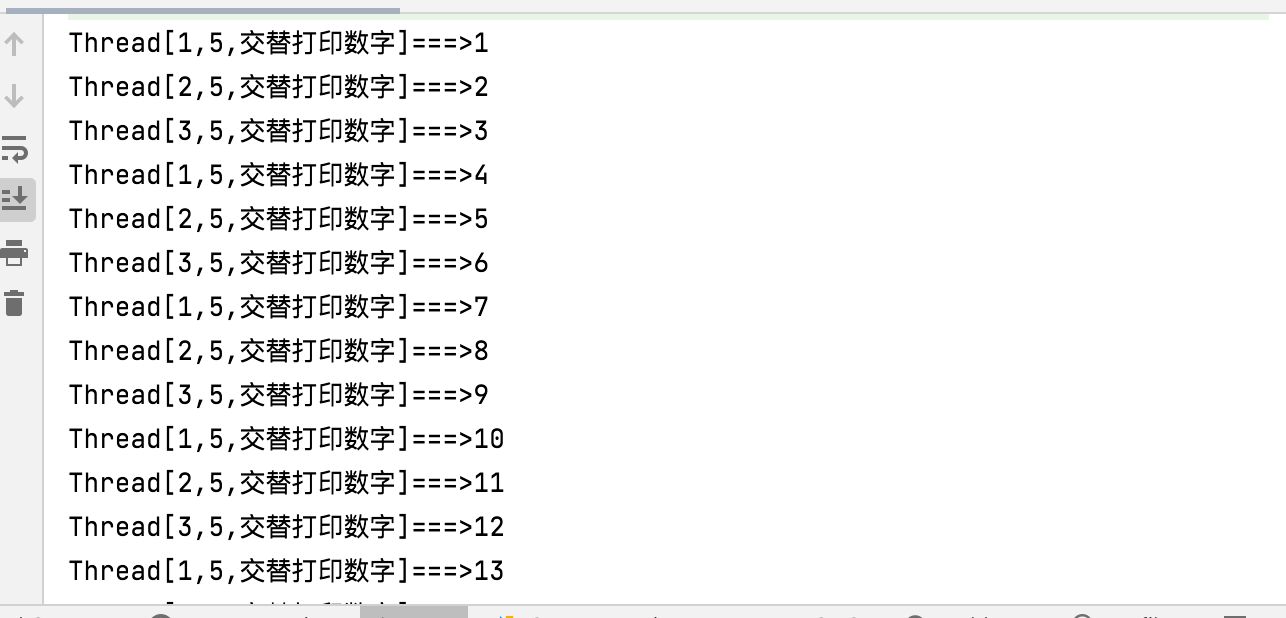 Thread[1,5,交替打印数字]===>1
Thread[2,5,交替打印数字]===>2
Thread[3,5,交替打印数字]===>3
Thread[1,5,交替打印数字]===>4
Thread[2,5,交替打印数字]===>5
Thread[3,5,交替打印数字]===>6
Thread[1,5,交替打印数字]===>7
Thread[2,5,交替打印数字]===>8
Thread[3,5,交替打印数字]===>9
Thread[1,5,交替打印数字]===>10
Thread[2,5,交替打印数字]===>11
Thread[3,5,交替打印数字]===>12
Thread[1,5,交替打印数字]===>13